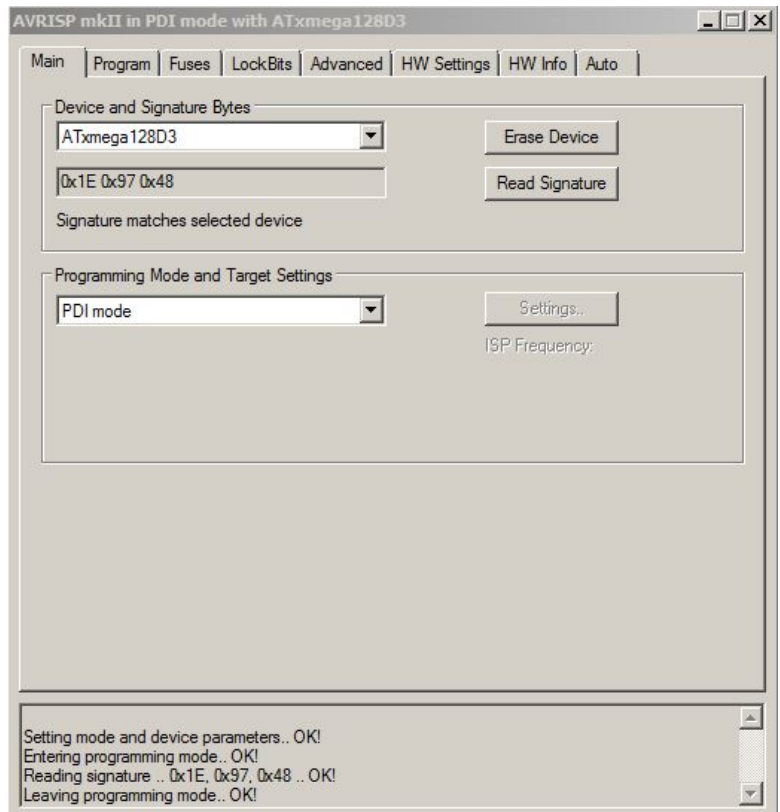 AVRISP mkII in PDI mode with ATxmega128D3
Main Program Fuses LockBits Advanced HW Settings HW Info Auto
Device and Signature Bytes
ATxmega128D3 Erase Device
0x1E 0x97 0x48 Read Signature
Signature matches selected device
Programming Mode and Target Settings
PDI mode Settings..
ISP Frequency:
Setting mode and device parameters.. OK!
Entering programming mode.. OK!
Reading signature .. 0x1E, 0x97, 0x48 .. OK!
Leaving programming mode.. OK!